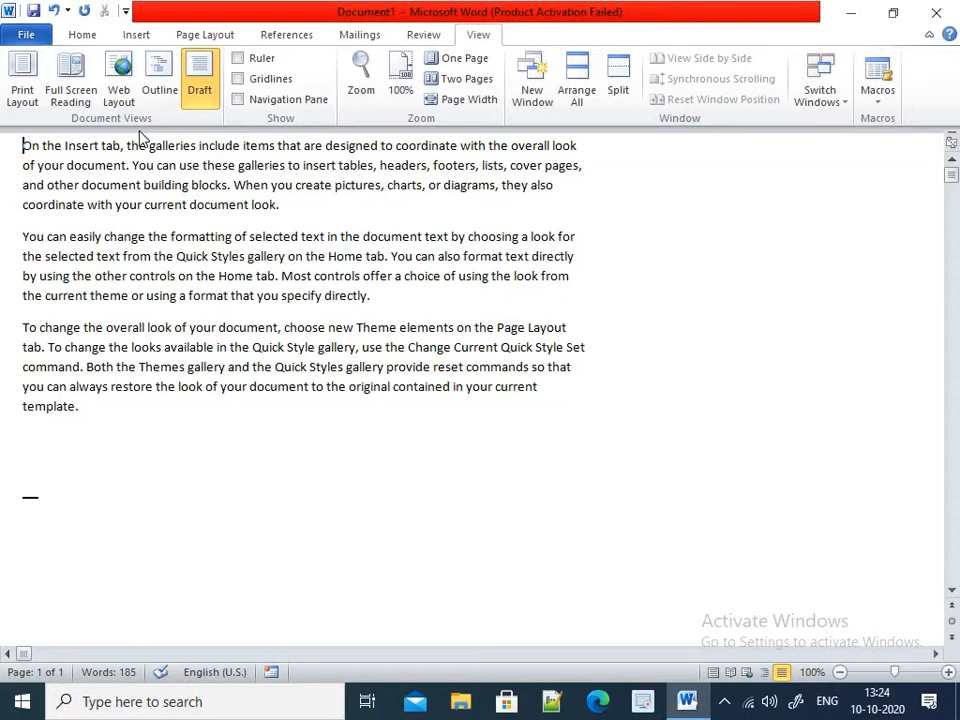 Document1 - Microsoft Word (Product Activation Failed)
File Home Insert Page Layout References Mailings Review View
Print Layout
Full Screen Reading
Web Layout
Outline
Draft
Document Views
Ruler
Gridlines
Navigation Pane
Show
Zoom
100
100%
One Page
Two Pages
Page Width
Zoom
New Window
Arrange All
Split
View Side by Side
Synchronous Scrolling
Reset Window Position
Window
Switch Windows
Macros
Macros
On the Insert tab, the galleries include items that are designed to coordinate with the overall look
of your document. You can use these galleries to insert tables, headers, footers, lists, cover pages,
and other document building blocks. When you create pictures, charts, or diagrams, they also
coordinate with your current document look.
You can easily change the formatting of selected text in the document text by choosing a look for
the selected text from the Quick Styles gallery on the Home tab. You can also format text directly
by using the other controls on the Home tab. Most controls offer a choice of using the look from
the current theme or using a format that you specify directly.
To change the overall look of your document, choose new Theme elements on the Page Layout
tab. To change the looks available in the Quick Style gallery, use the Change Current Quick Style Set
command. Both the Themes gallery and the Quick Styles gallery provide reset commands so that
you can always restore the look of your document to the original contained in your current
template.
Activate Windows
Go to Settings to activate Windows.
Page: 1 of 1 Words: 185 English (U.S.) 100%
Type here to search
ENG
13:24
10-10-2020